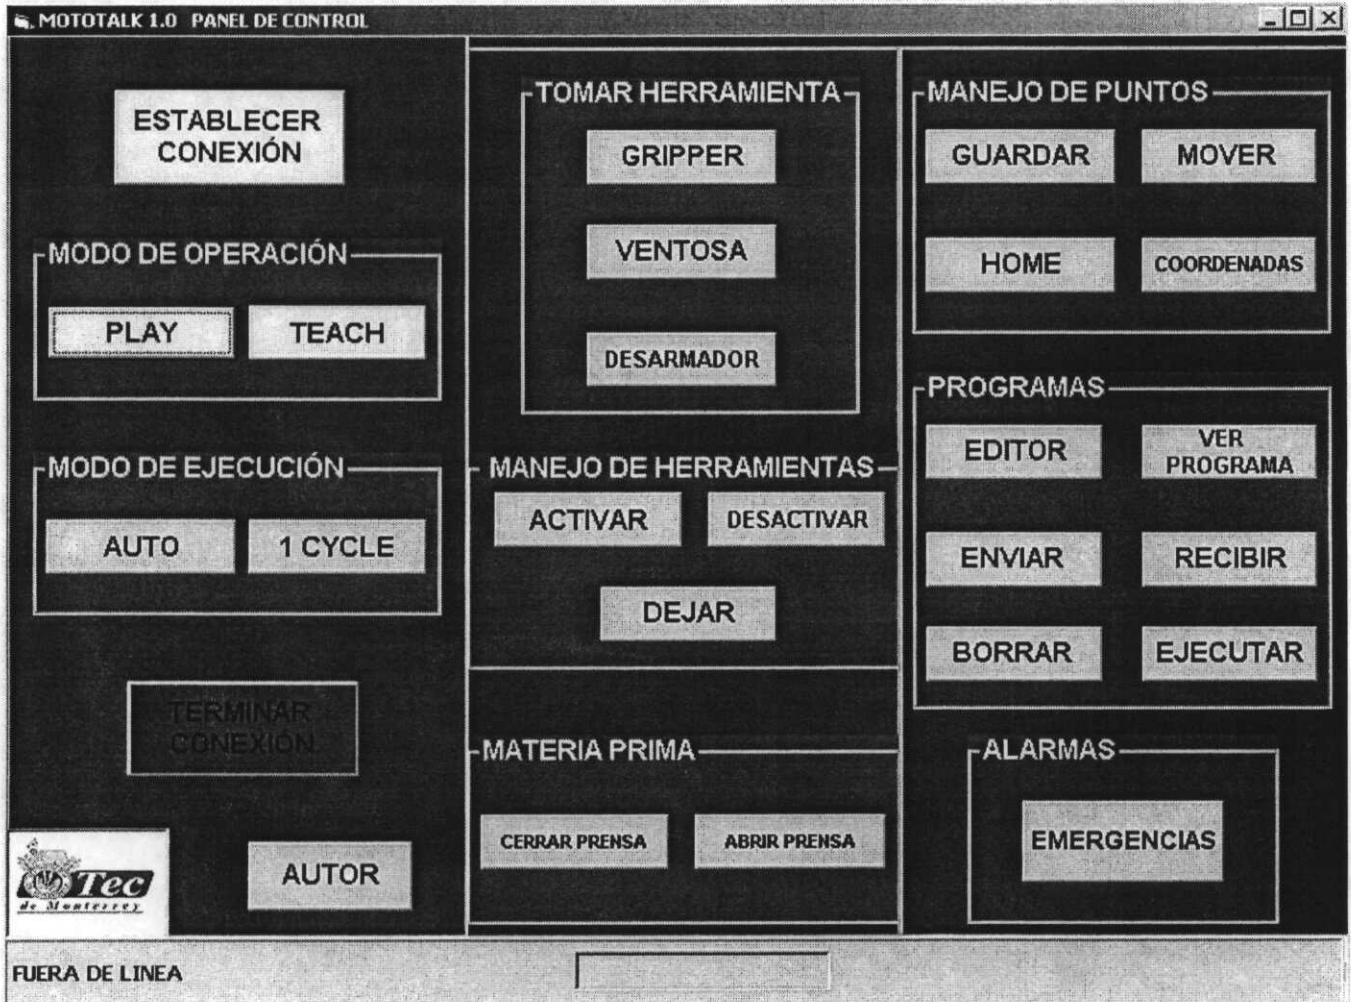 MOTOTALK 1.0 PANEL DE CONTROL
ESTABLECER
CONEXIÓN
MODO DE OPERACIÓN
PLAY
TEACH
MODO DE EJECUCIÓN
AUTO
1 CYCLE
TERMINAR
CONEXIÓN
Tec
de Monterrey
AUTOR
TOMAR HERRAMIENTA
GRIPPER
VENTOSA
DESARMADOR
MANEJO DE HERRAMIENTAS
ACTIVAR
DESACTIVAR
DEJAR
MATERIA PRIMA
CERRAR PRENSA
ABRIR PRENSA
MANEJO DE PUNTOS
GUARDAR
MOVER
HOME
COORDENADAS
PROGRAMAS
EDITOR
VER
PROGRAMA
ENVIAR
RECIBIR
BORRAR
EJECUTAR
ALARMAS
EMERGENCIAS
FUERA DE LINEA